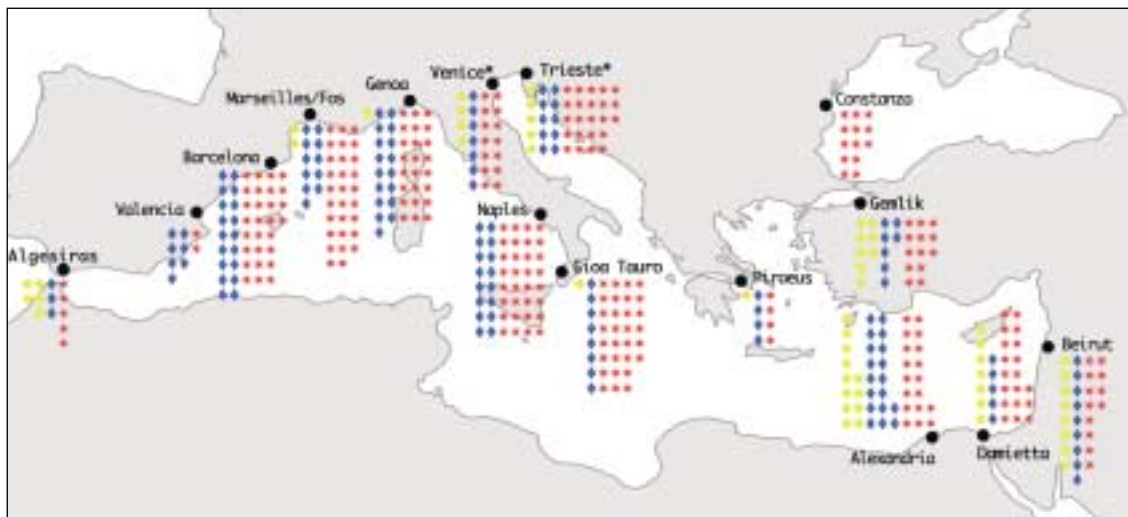 Venice*
Trieste*
Genoa
Marseilles/Fos
Constanza
Barcelona
Valencia
Naples
Gemlik
Algesiras
Gioa Tauro
Piraeus
Beirut
Alexandria
Damietta